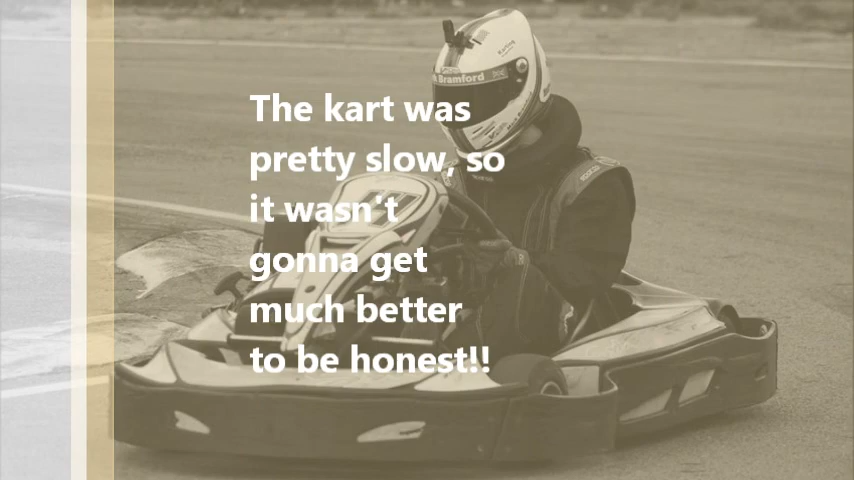 Bramford
The kart was
pretty slow, so
it wasn't
gonna get
much better
to be honest!!